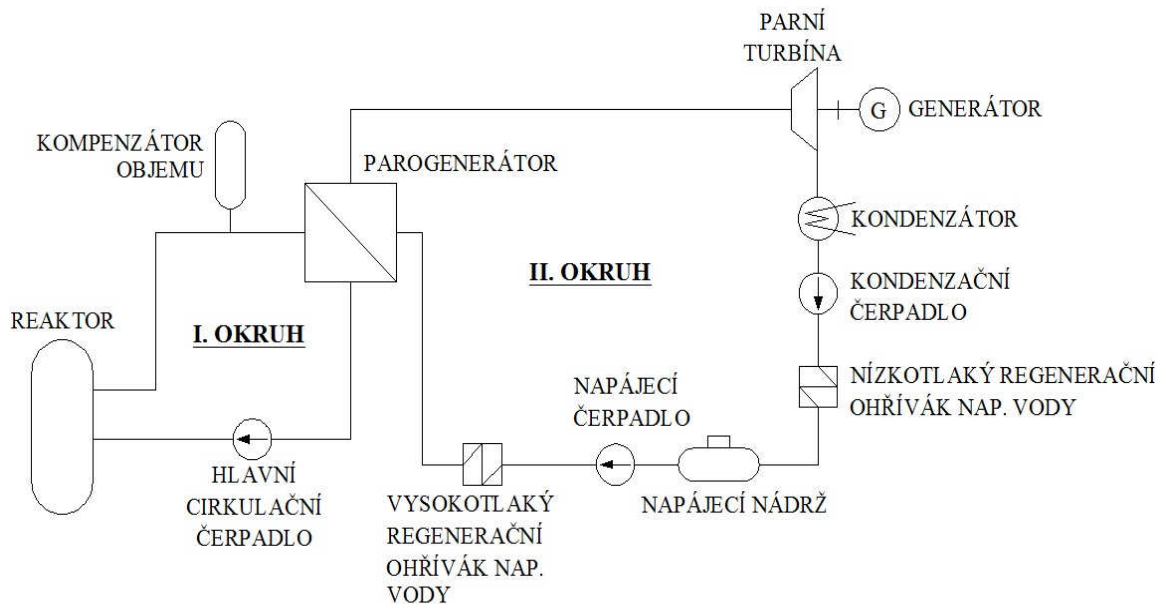 PARNÍ
TURBÍNA
G
GENERÁTOR
KOMPENZÁTOR
OBJEMU
PAROGENERÁTOR
KONDENZÁTOR
II. OKRUH
KONDENZAČNÍ
ČERPADLO
REAKTOR
I. OKRUH
NÍZKOTLAKÝ REGENERAČNÍ
OHŘÍVÁK NAP. VODY
NAPÁJECÍ
ČERPADLO
HLAVNÍ
CIRKULAČNÍ
ČERPADLO
VYSOKOTLAKÝ
REGENERAČNÍ
OHŘÍVÁK NAP.
VODY
NAPÁJECÍ NÁDRŽ